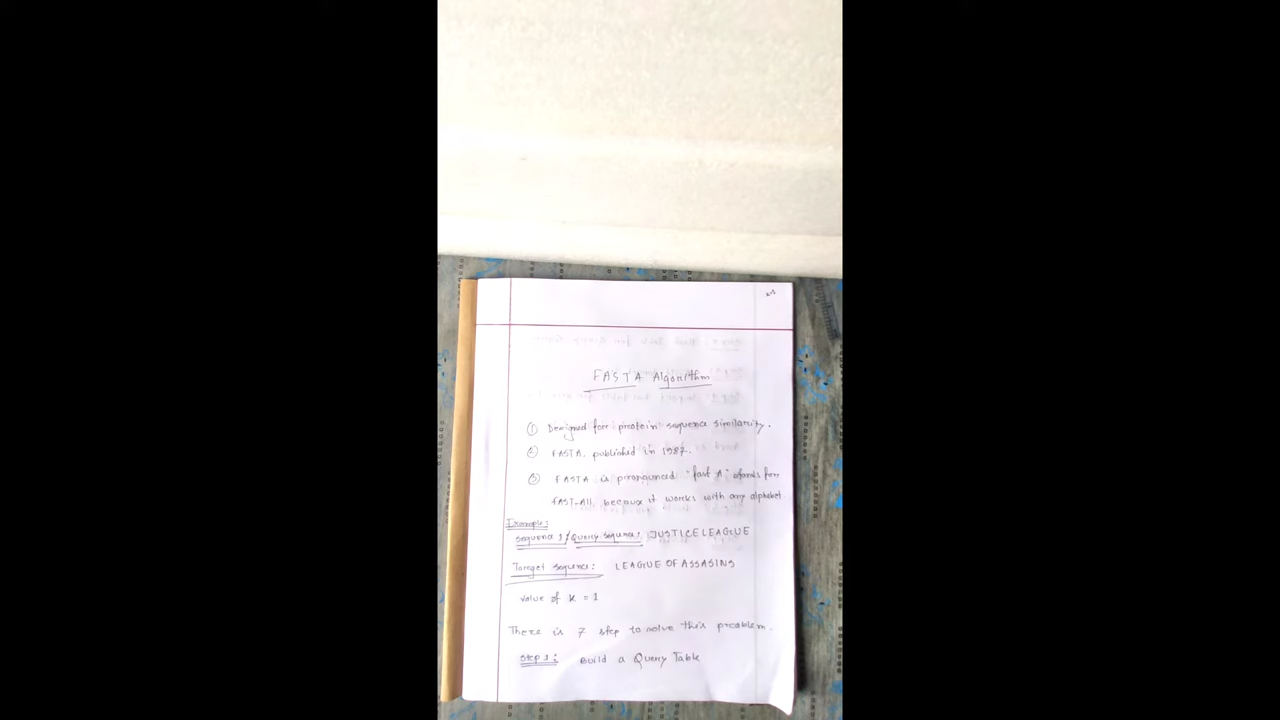 FASTA Algorithm
① Designed for protein sequence similarity.
② FASTA, published in 1987.
③ FASTA is pronounced "fast A" stands for
FAST-All, because it works with any alphabet.
Example:
Sequence 1/Query sequence: JUSTICE LEAGUE
Target sequence: LEAGUE OF ASSASINS
Value of K = 1
There is 7 step to solve this problem.
Step 1: Build a Query Table